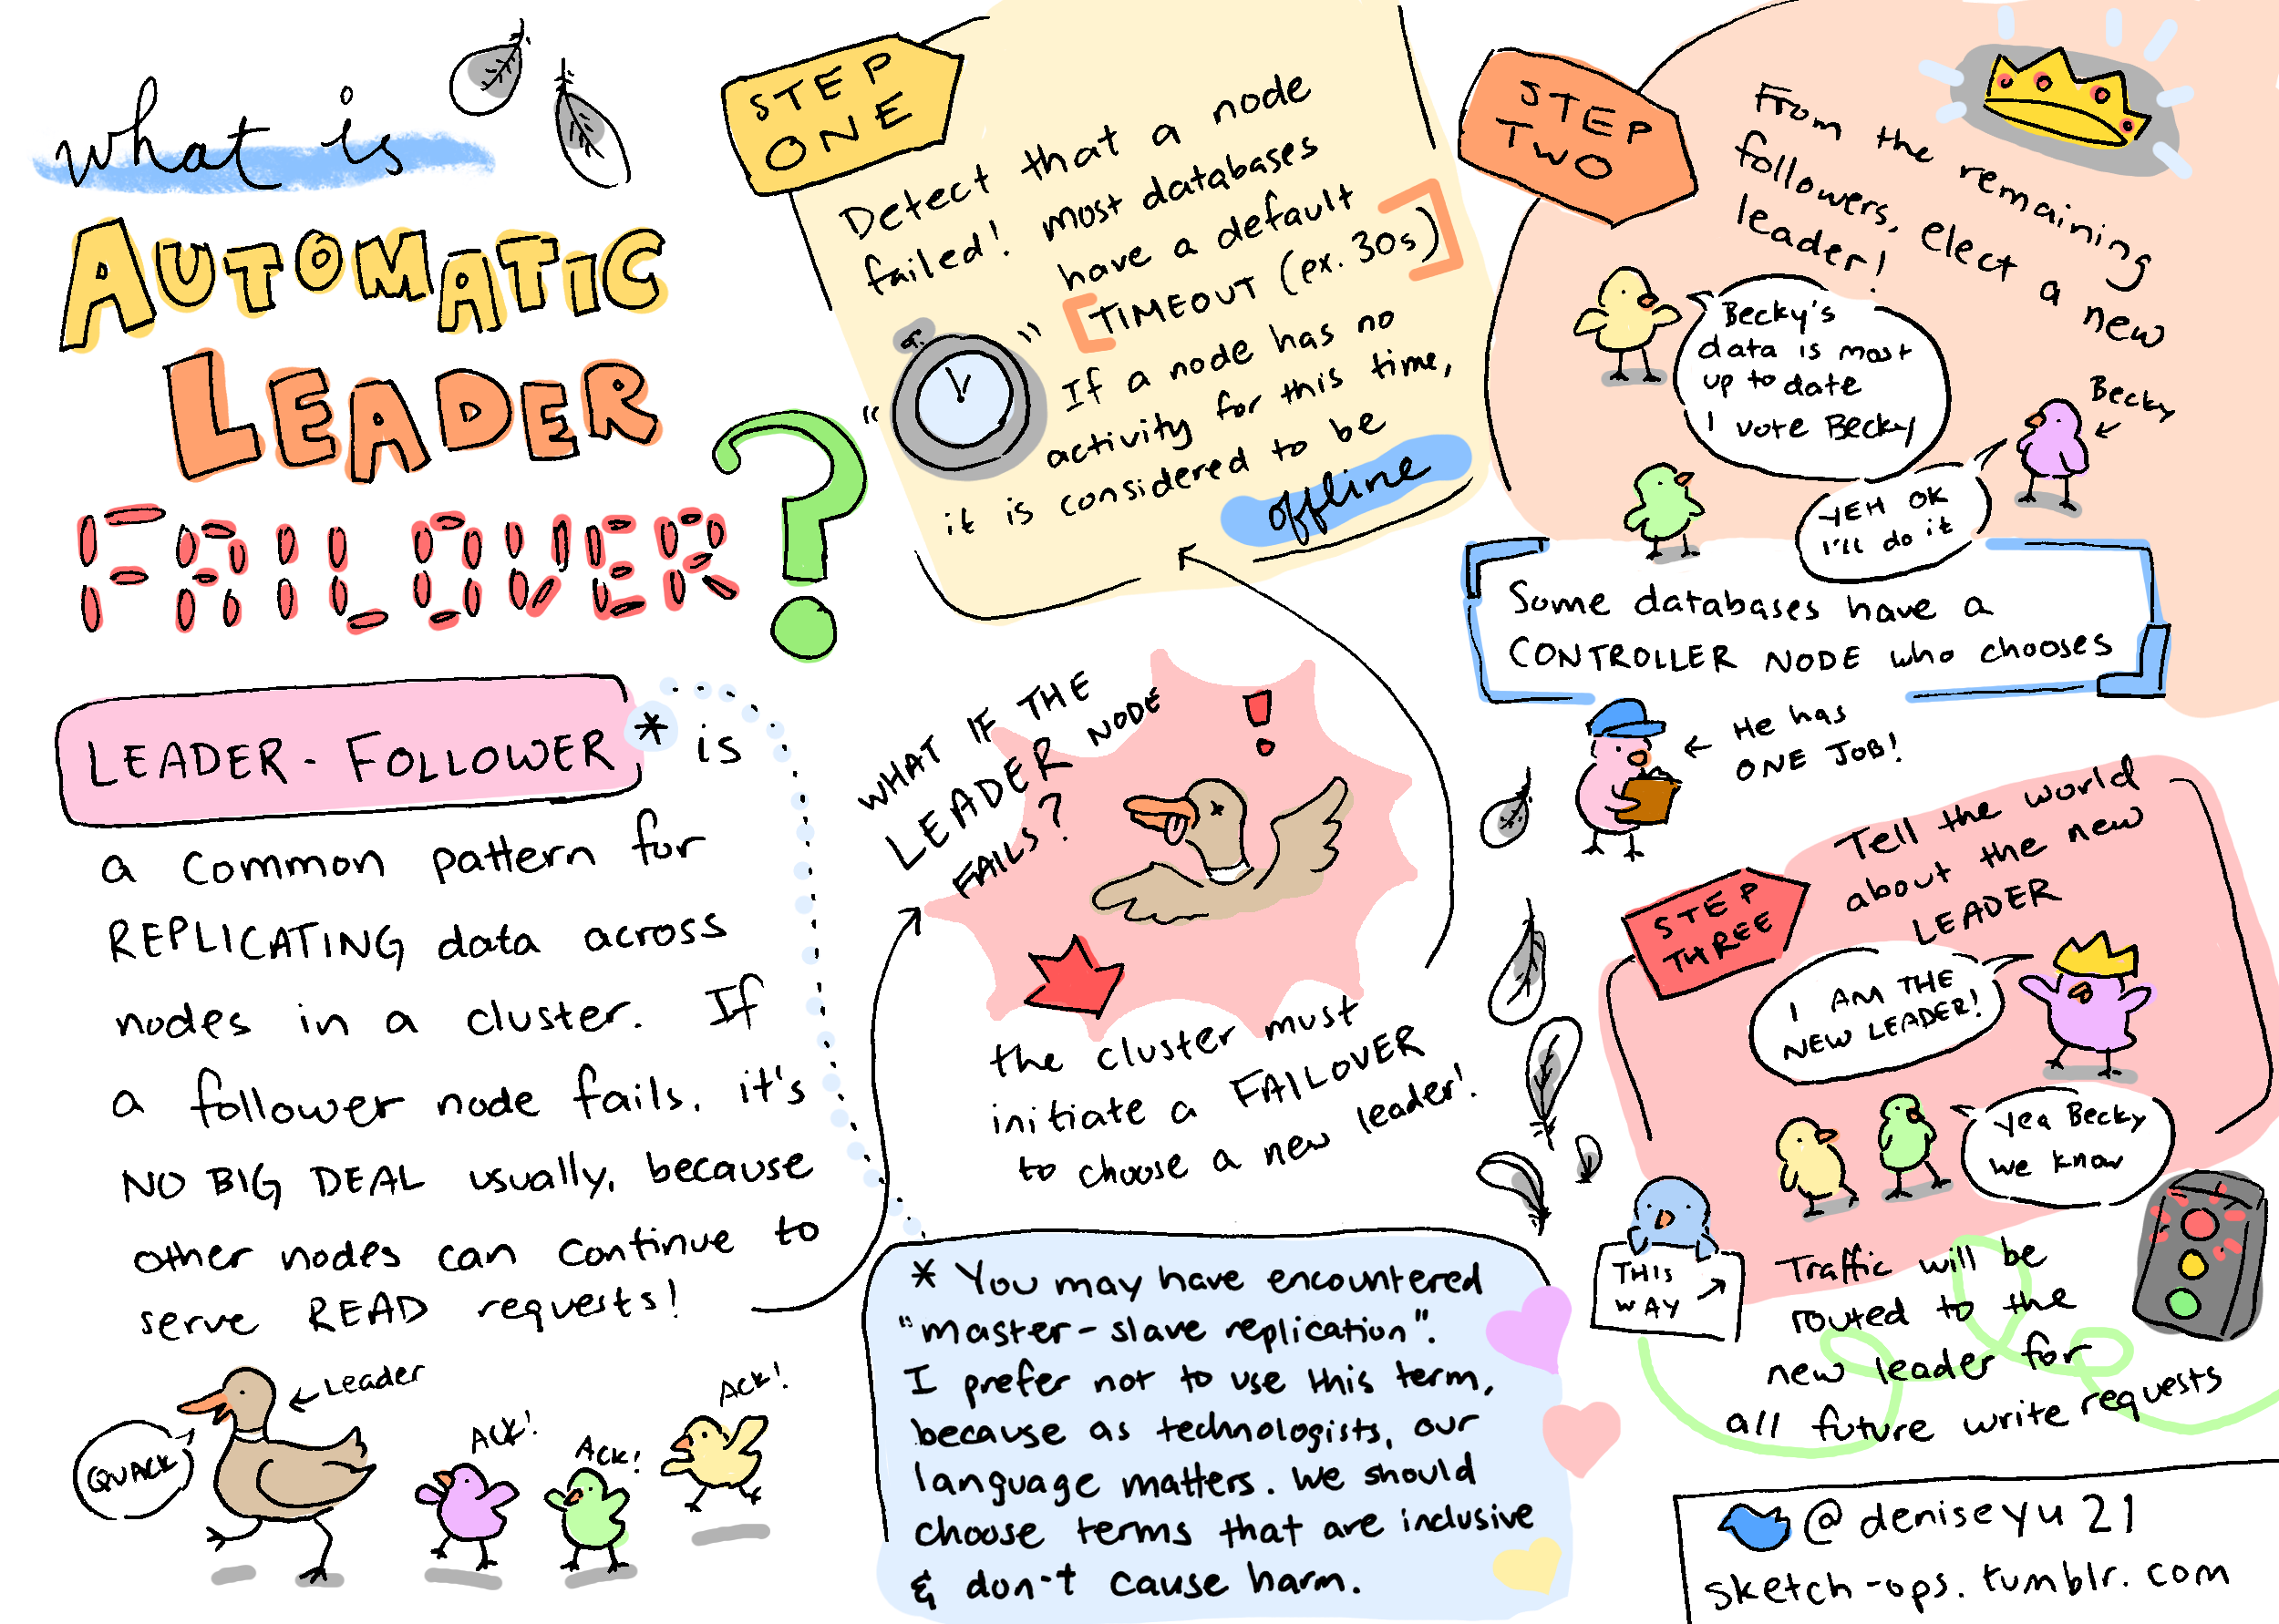 what is
AUTOMATIC
LEADER
FAILOVER?
LEADER-FOLLOWER* is
a common pattern for
REPLICATING data across
nodes in a cluster. If
a follower node fails, it's
NO BIG DEAL usually, because
other nodes can continue to
serve READ requests!
QUACK
Leader
ACK!
ACK!
ACK!
WHAT IF THE
LEADER NODE
FAILS?
!
the cluster must
initiate a FAILOVER
to choose a new leader!
* You may have encountered
"master-slave replication".
I prefer not to use this term,
because as technologists, our
language matters. We should
choose terms that are inclusive
& don't cause harm.
STEP
ONE
Detect that a node
failed! most databases
have a default
[TIMEOUT (ex. 30s)]
If a node has no
activity for this time,
it is considered to be
offline
STEP
TWO
From the remaining
followers, elect a new
leader!
Becky's
data is most
up to date
I vote Becky
Becky
YEH OK
I'll do it
Some databases have a
CONTROLLER NODE who chooses
He has
ONE JOB!
STEP
THREE
Tell the world
about the new
LEADER
I AM THE
NEW LEADER!
yea Becky
we know
THIS
WAY
Traffic will be
routed to the
new leader for
all future write requests
@deniseyu21
sketch-ops.tumblr.com